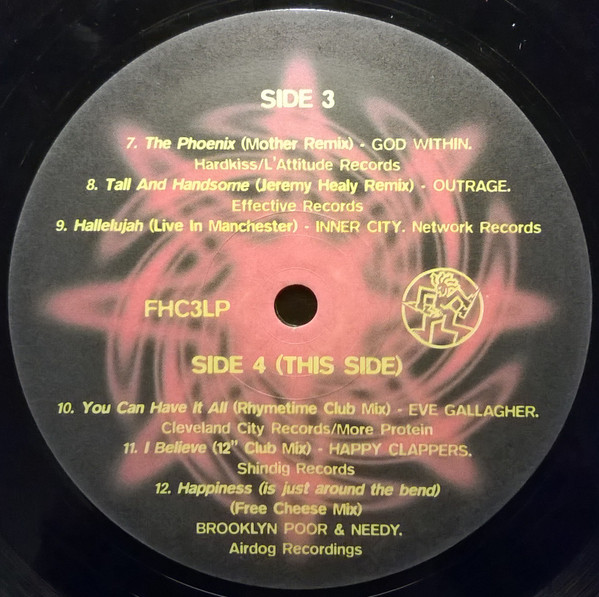 SIDE 3
7. The Phoenix (Mother Remix) - GOD WITHIN.
Hardkiss/L'Attitude Records
8. Tall And Handsome (Jeremy Healy Remix) - OUTRAGE.
Effective Records
9. Hallelujah (Live In Manchester) - INNER CITY. Network Records
FHC3LP
SIDE 4 (THIS SIDE)
10. You Can Have It All (Rhymetime Club Mix) - EVE GALLAGHER.
Cleveland City Records/More Protein
11. I Believe (12" Club Mix) - HAPPY CLAPPERS.
Shindig Records
12. Happiness (is just around the bend)
(Free Cheese Mix)
BROOKLYN POOR & NEEDY.
Airdog Recordings